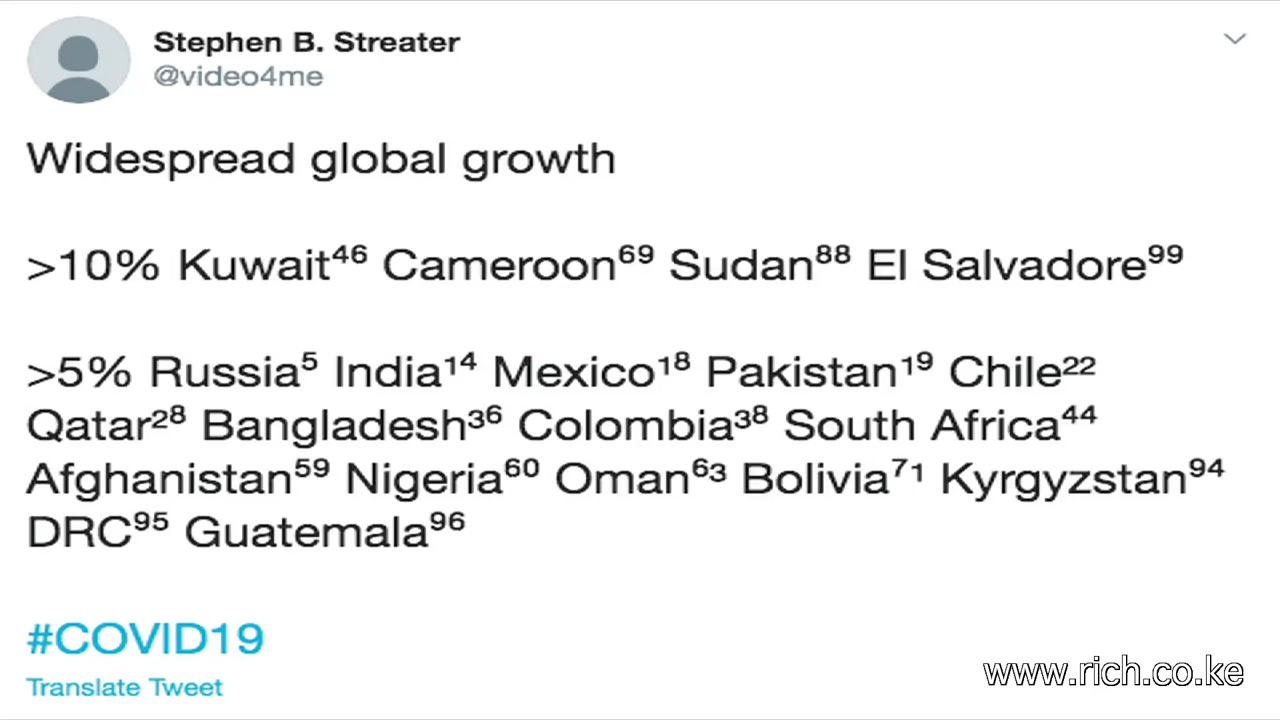 Stephen B. Streater
@video4me
Widespread global growth
>10% Kuwait⁴⁶ Cameroon⁶⁹ Sudan⁸⁸ El Salvadore⁹⁹
>5% Russia⁵ India¹⁴ Mexico¹⁸ Pakistan¹⁹ Chile²²
Qatar²⁸ Bangladesh³⁶ Colombia³⁸ South Africa⁴⁴
Afghanistan⁵⁹ Nigeria⁶⁰ Oman⁶³ Bolivia⁷¹ Kyrgyzstan⁹⁴
DRC⁹⁵ Guatemala⁹⁶
#COVID19
Translate Tweet
www.rich.co.ke